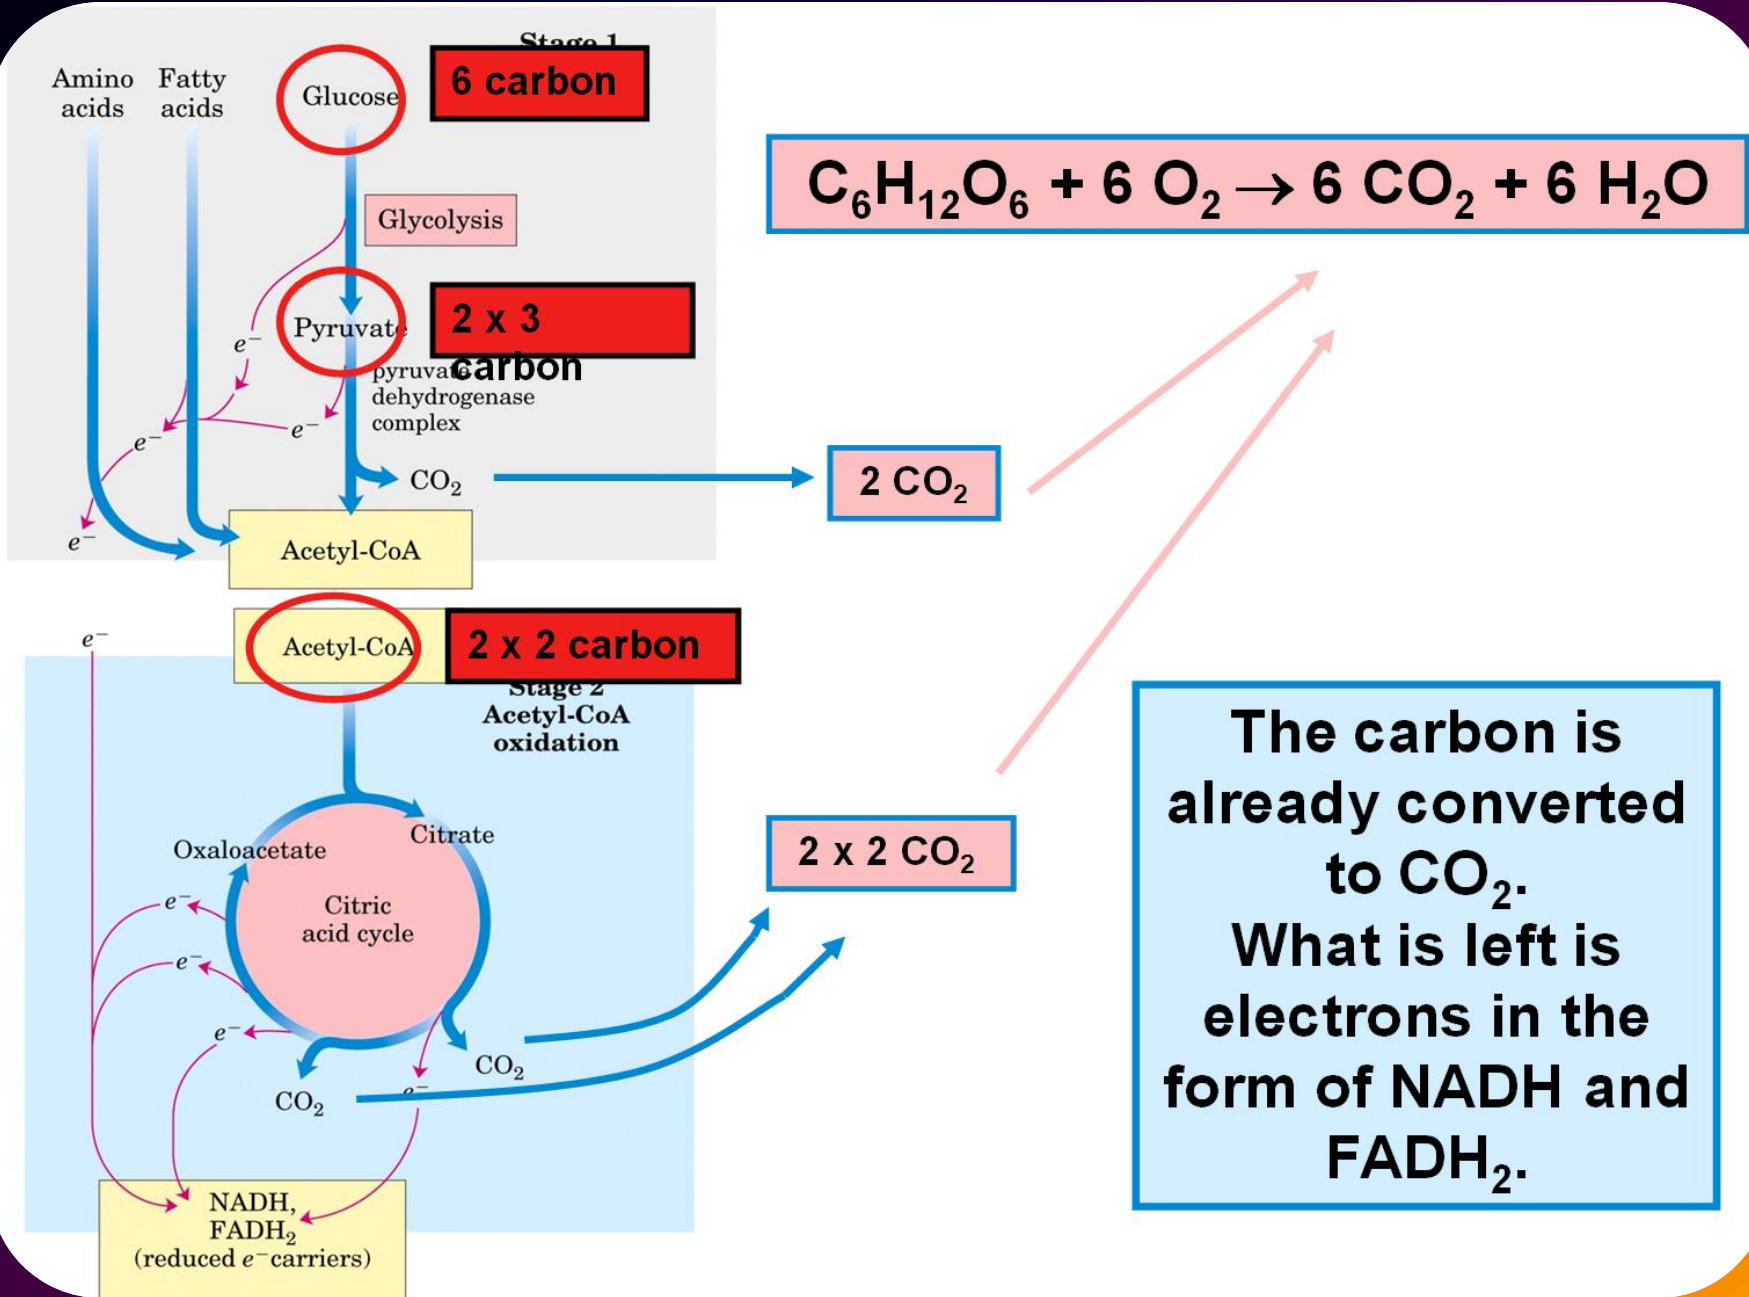 Stage 1
6 carbon
Amino
acids
Fatty
acids
Glucose
C₆H₁₂O₆ + 6 O₂ → 6 CO₂ + 6 H₂O
Glycolysis
2 x 3
carbon
Pyruvate
e⁻
pyruvate
dehydrogenase
complex
e⁻
e⁻
CO₂
2 CO₂
e⁻
Acetyl-CoA
e⁻
Acetyl-CoA
2 x 2 carbon
Stage 2
Acetyl-CoA
oxidation
Citrate
Oxaloacetate
Citric
acid cycle
e⁻
e⁻
e⁻
CO₂
e⁻
CO₂
2 x 2 CO₂
NADH,
FADH₂
(reduced e⁻carriers)
The carbon is
already converted
to CO₂.
What is left is
electrons in the
form of NADH and
FADH₂.